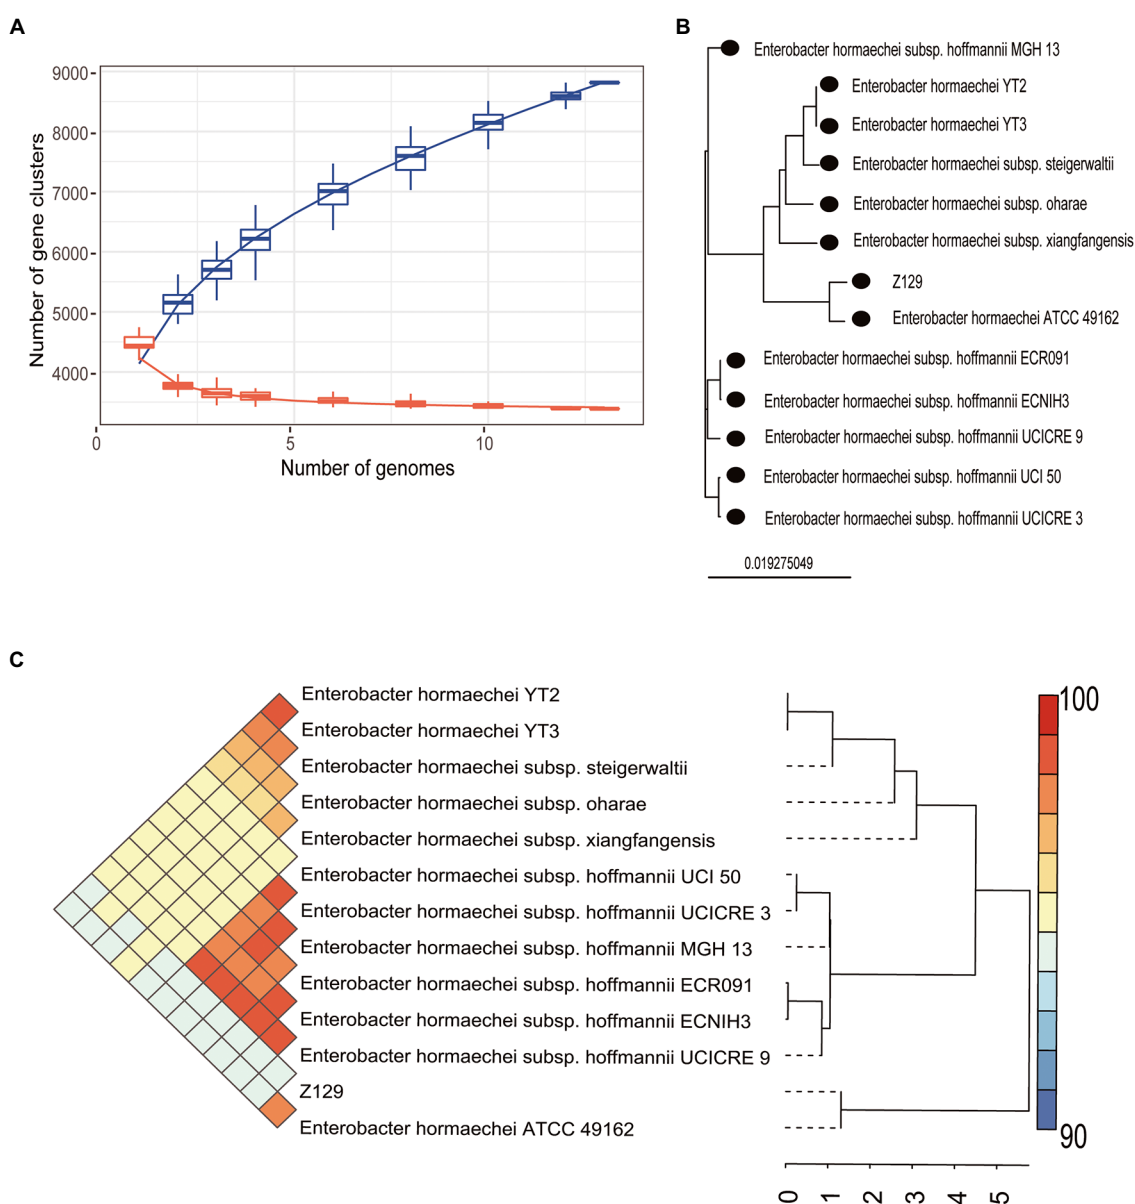 A
9000
8000
7000
6000
5000
4000
Number of gene clusters
0
5
10
Number of genomes
B
Enterobacter hormaechei subsp. hoffmannii MGH 13
Enterobacter hormaechei YT2
Enterobacter hormaechei YT3
Enterobacter hormaechei subsp. steigerwaltii
Enterobacter hormaechei subsp. oharae
Enterobacter hormaechei subsp. xiangfangensis
Z129
Enterobacter hormaechei ATCC 49162
Enterobacter hormaechei subsp. hoffmannii ECR091
Enterobacter hormaechei subsp. hoffmannii ECNIH3
Enterobacter hormaechei subsp. hoffmannii UCICRE 9
Enterobacter hormaechei subsp. hoffmannii UCI 50
Enterobacter hormaechei subsp. hoffmannii UCICRE 3
0.019275049
C
Enterobacter hormaechei YT2
Enterobacter hormaechei YT3
Enterobacter hormaechei subsp. steigerwaltii
Enterobacter hormaechei subsp. oharae
Enterobacter hormaechei subsp. xiangfangensis
Enterobacter hormaechei subsp. hoffmannii UCI 50
Enterobacter hormaechei subsp. hoffmannii UCICRE 3
Enterobacter hormaechei subsp. hoffmannii MGH 13
Enterobacter hormaechei subsp. hoffmannii ECR091
Enterobacter hormaechei subsp. hoffmannii ECNIH3
Enterobacter hormaechei subsp. hoffmannii UCICRE 9
Z129
Enterobacter hormaechei ATCC 49162
0
1
2
3
4
5
100
90